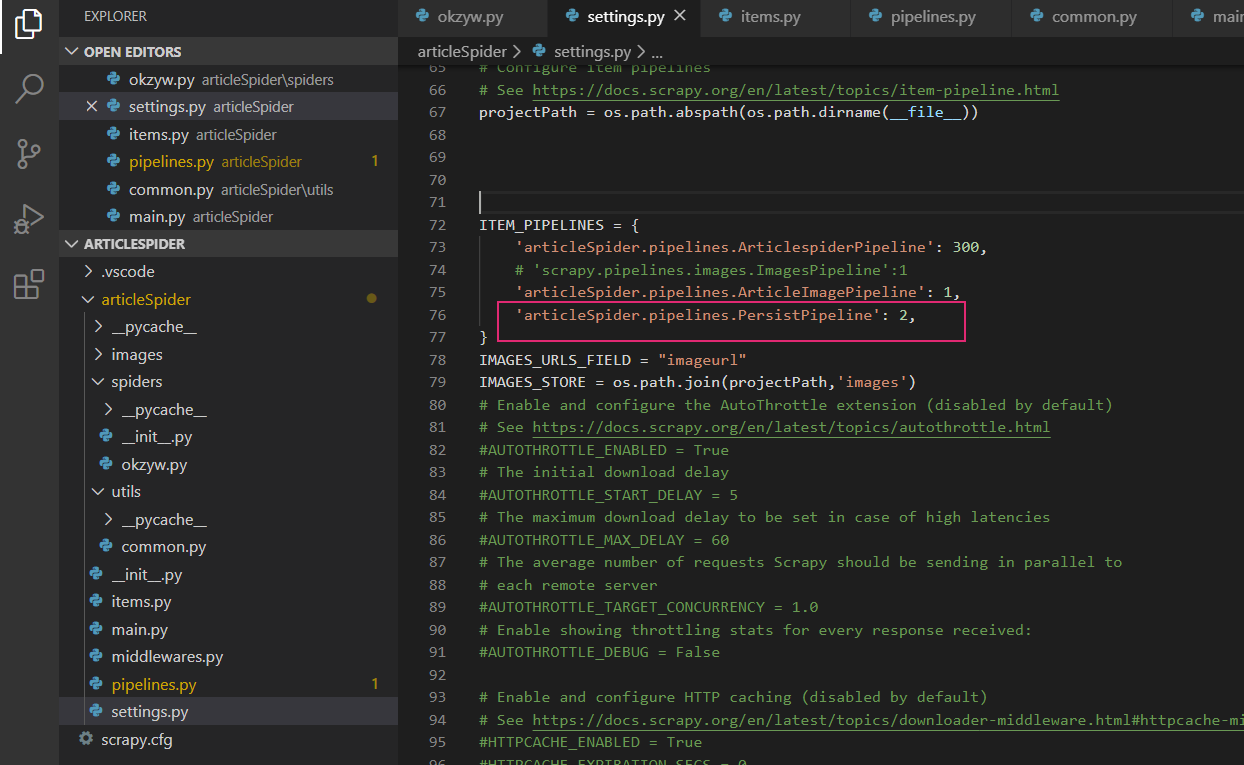 EXPLORER
OPEN EDITORS
okzyw.py articleSpider\spiders
settings.py articleSpider
items.py articleSpider
pipelines.py articleSpider 1
common.py articleSpider\utils
main.py articleSpider
ARTICLESPIDER
.vscode
articleSpider
__pycache__
images
spiders
__pycache__
__init__.py
okzyw.py
utils
__pycache__
common.py
__init__.py
items.py
main.py
middlewares.py
pipelines.py 1
settings.py
scrapy.cfg
okzyw.py settings.py items.py pipelines.py common.py main
articleSpider > settings.py > ...
65 # Configure item pipelines
66 # See https://docs.scrapy.org/en/latest/topics/item-pipeline.html
67 projectPath = os.path.abspath(os.path.dirname(__file__))
68
69
70
71
72 ITEM_PIPELINES = {
73 'articleSpider.pipelines.ArticlespiderPipeline': 300,
74 # 'scrapy.pipelines.images.ImagesPipeline':1
75 'articleSpider.pipelines.ArticleImagePipeline': 1,
76 'articleSpider.pipelines.PersistPipeline': 2,
77 }
78 IMAGES_URLS_FIELD = "imageurl"
79 IMAGES_STORE = os.path.join(projectPath,'images')
80 # Enable and configure the AutoThrottle extension (disabled by default)
81 # See https://docs.scrapy.org/en/latest/topics/autothrottle.html
82 #AUTOTHROTTLE_ENABLED = True
83 # The initial download delay
84 #AUTOTHROTTLE_START_DELAY = 5
85 # The maximum download delay to be set in case of high latencies
86 #AUTOTHROTTLE_MAX_DELAY = 60
87 # The average number of requests Scrapy should be sending in parallel to
88 # each remote server
89 #AUTOTHROTTLE_TARGET_CONCURRENCY = 1.0
90 # Enable showing throttling stats for every response received:
91 #AUTOTHROTTLE_DEBUG = False
92
93 # Enable and configure HTTP caching (disabled by default)
94 # See https://docs.scrapy.org/en/latest/topics/downloader-middleware.html#httpcache-mi
95 #HTTPCACHE_ENABLED = True
96 #HTTPCACHE_EXPIRATION_SECS = 0